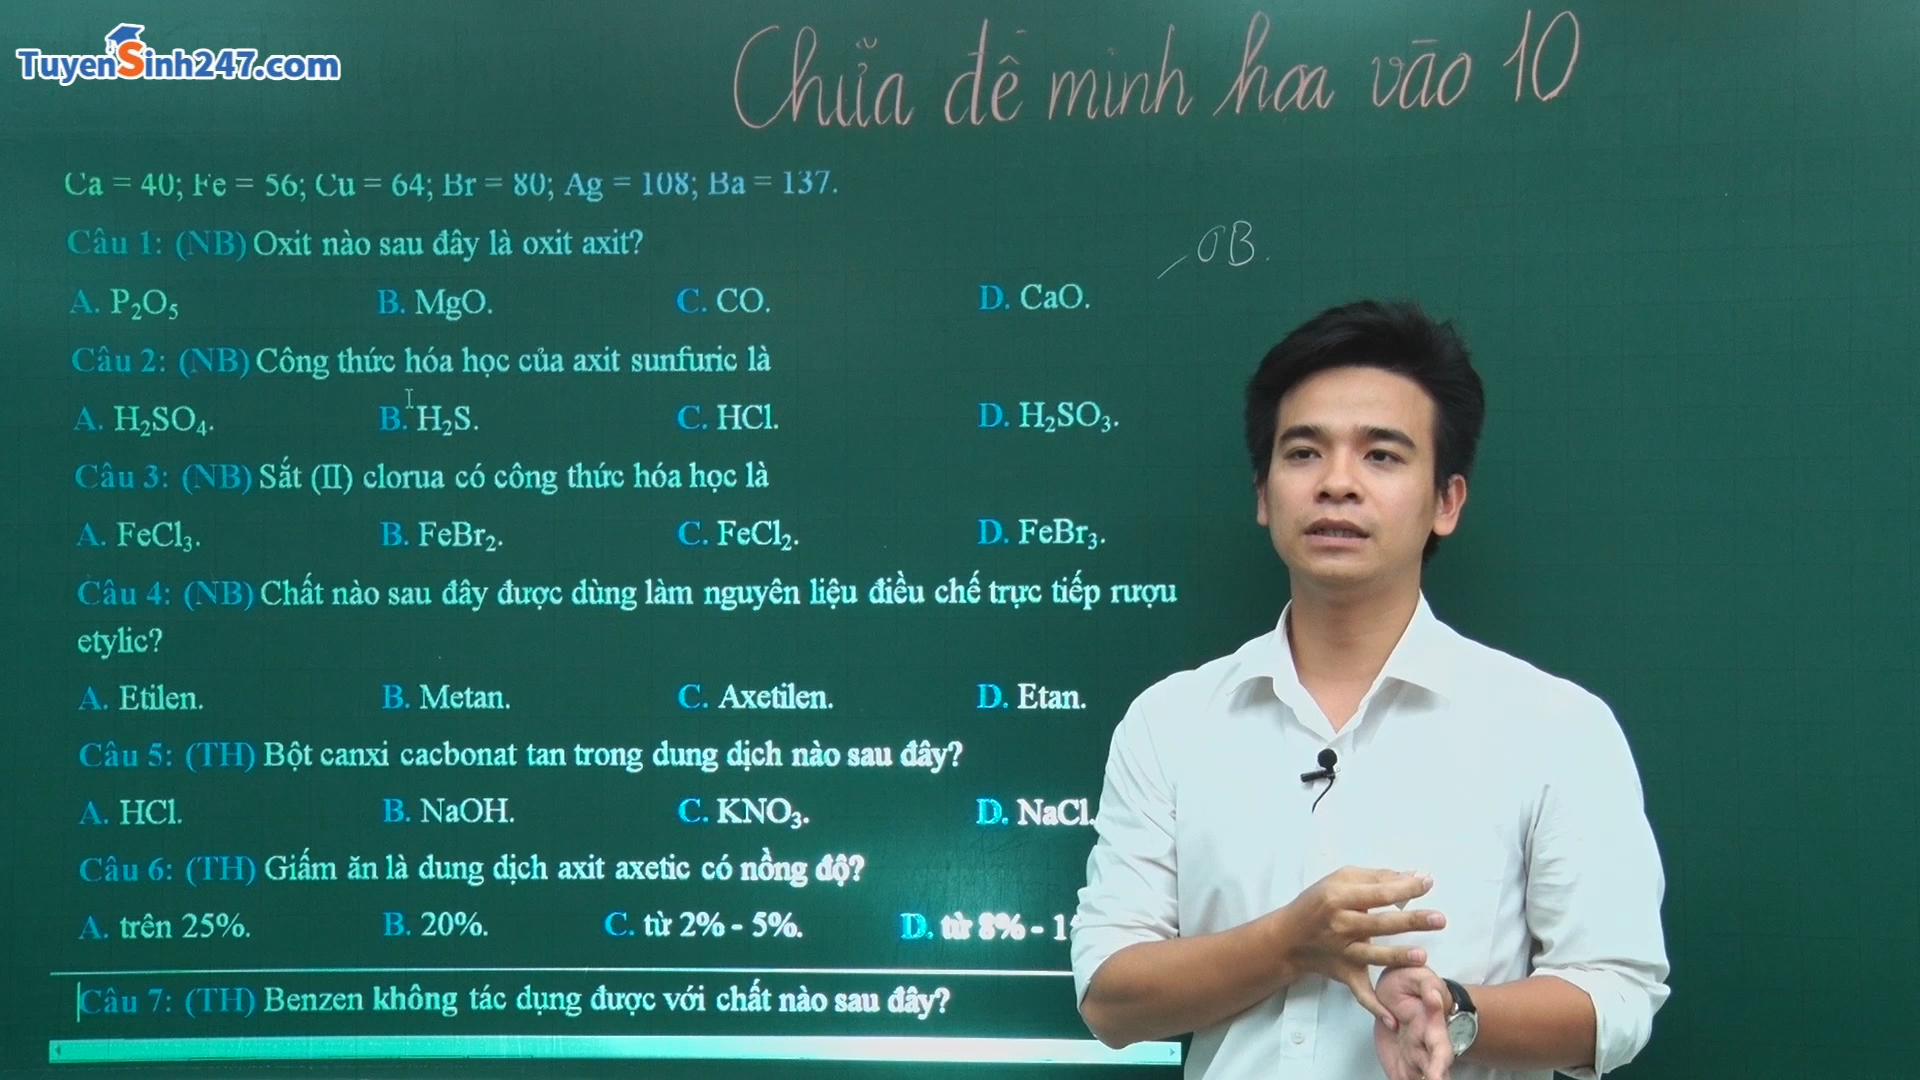 TuyenSinh247.com
Chữa đề minh họa vào 10
Ca = 40; Fe = 56; Cu = 64; Br = 80; Ag = 108; Ba = 137.
Câu 1: (NB) Oxit nào sau đây là oxit axit?
A. P₂O₅ B. MgO. C. CO. D. CaO.
Câu 2: (NB) Công thức hóa học của axit sunfuric là
A. H₂SO₄. B. H₂S. C. HCl. D. H₂SO₃.
Câu 3: (NB) Sắt (II) clorua có công thức hóa học là
A. FeCl₃. B. FeBr₂. C. FeCl₂. D. FeBr₃.
Câu 4: (NB) Chất nào sau đây được dùng làm nguyên liệu điều chế trực tiếp rượu
etylic?
A. Etilen. B. Metan. C. Axetilen. D. Etan.
Câu 5: (TH) Bột canxi cacbonat tan trong dung dịch nào sau đây?
A. HCl. B. NaOH. C. KNO₃. D. NaCl.
Câu 6: (TH) Giấm ăn là dung dịch axit axetic có nồng độ?
A. trên 25%. B. 20%. C. từ 2% - 5%. D. từ 8% - 1
Câu 7: (TH) Benzen không tác dụng được với chất nào sau đây?